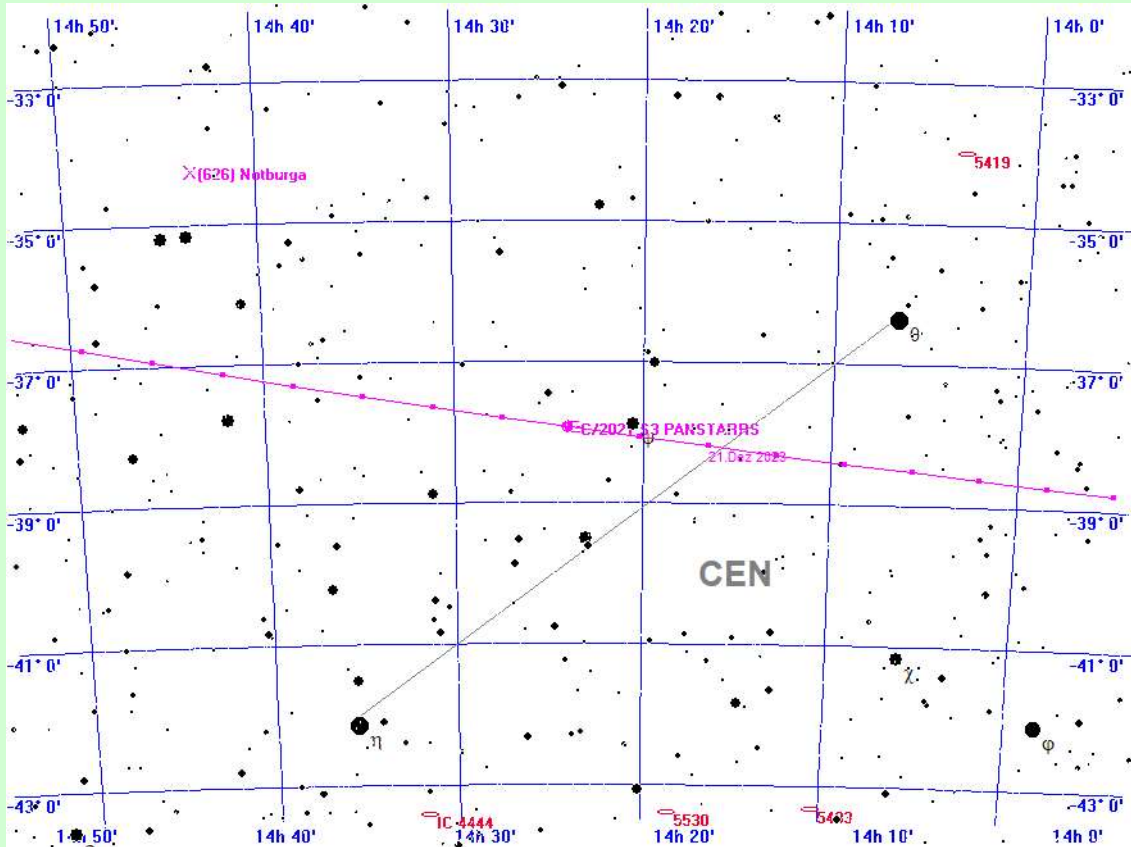 14h 50' 14h 40' 14h 30' 14h 20' 14h 10' 14h 0'
-33° 0' -33° 0'
5419
(626) Notburga
-35° 0' -35° 0'
θ
-37° 0' -37° 0'
C/2021 S3 PANSTARRS
ψ
21.Dez 2023
-39° 0' -39° 0'
CEN
-41° 0' -41° 0'
χ
η φ
-43° 0' -43° 0'
IC 4444 5530 5483
14h 50' 14h 40' 14h 30' 14h 20' 14h 10' 14h 0'